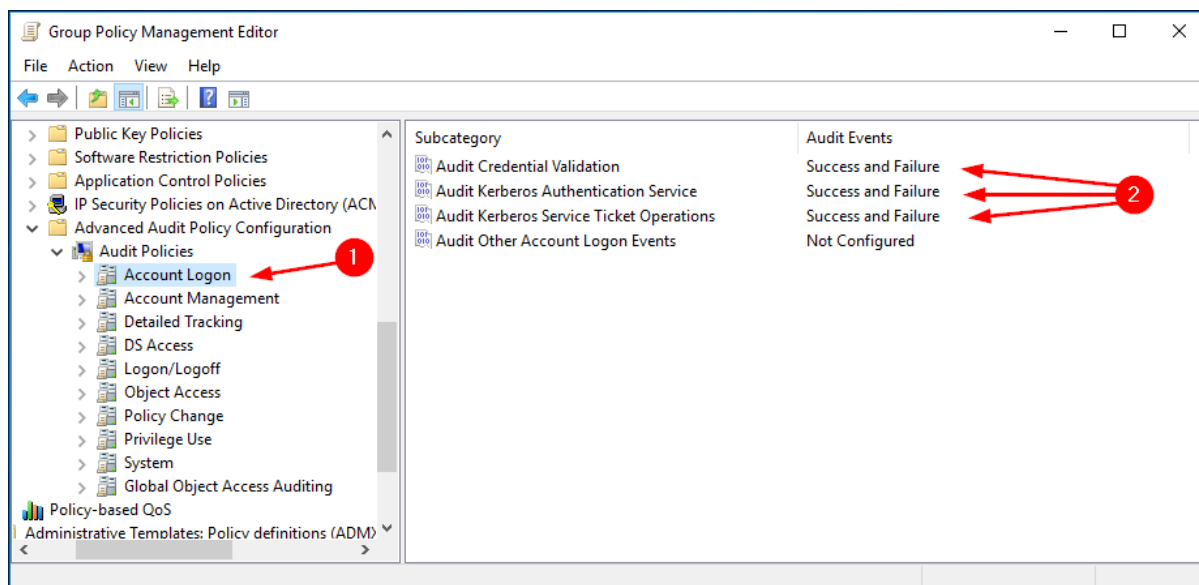 Group Policy Management Editor
File Action View Help
Subcategory Audit Events
Public Key Policies
Software Restriction Policies
Application Control Policies
IP Security Policies on Active Directory (ACM
Advanced Audit Policy Configuration
Audit Policies
Account Logon
Account Management
Detailed Tracking
DS Access
Logon/Logoff
Object Access
Policy Change
Privilege Use
System
Global Object Access Auditing
Policy-based QoS
Administrative Templates: Policy definitions (ADM)
1
Audit Credential Validation Success and Failure
Audit Kerberos Authentication Service Success and Failure
Audit Kerberos Service Ticket Operations Success and Failure
Audit Other Account Logon Events Not Configured
2